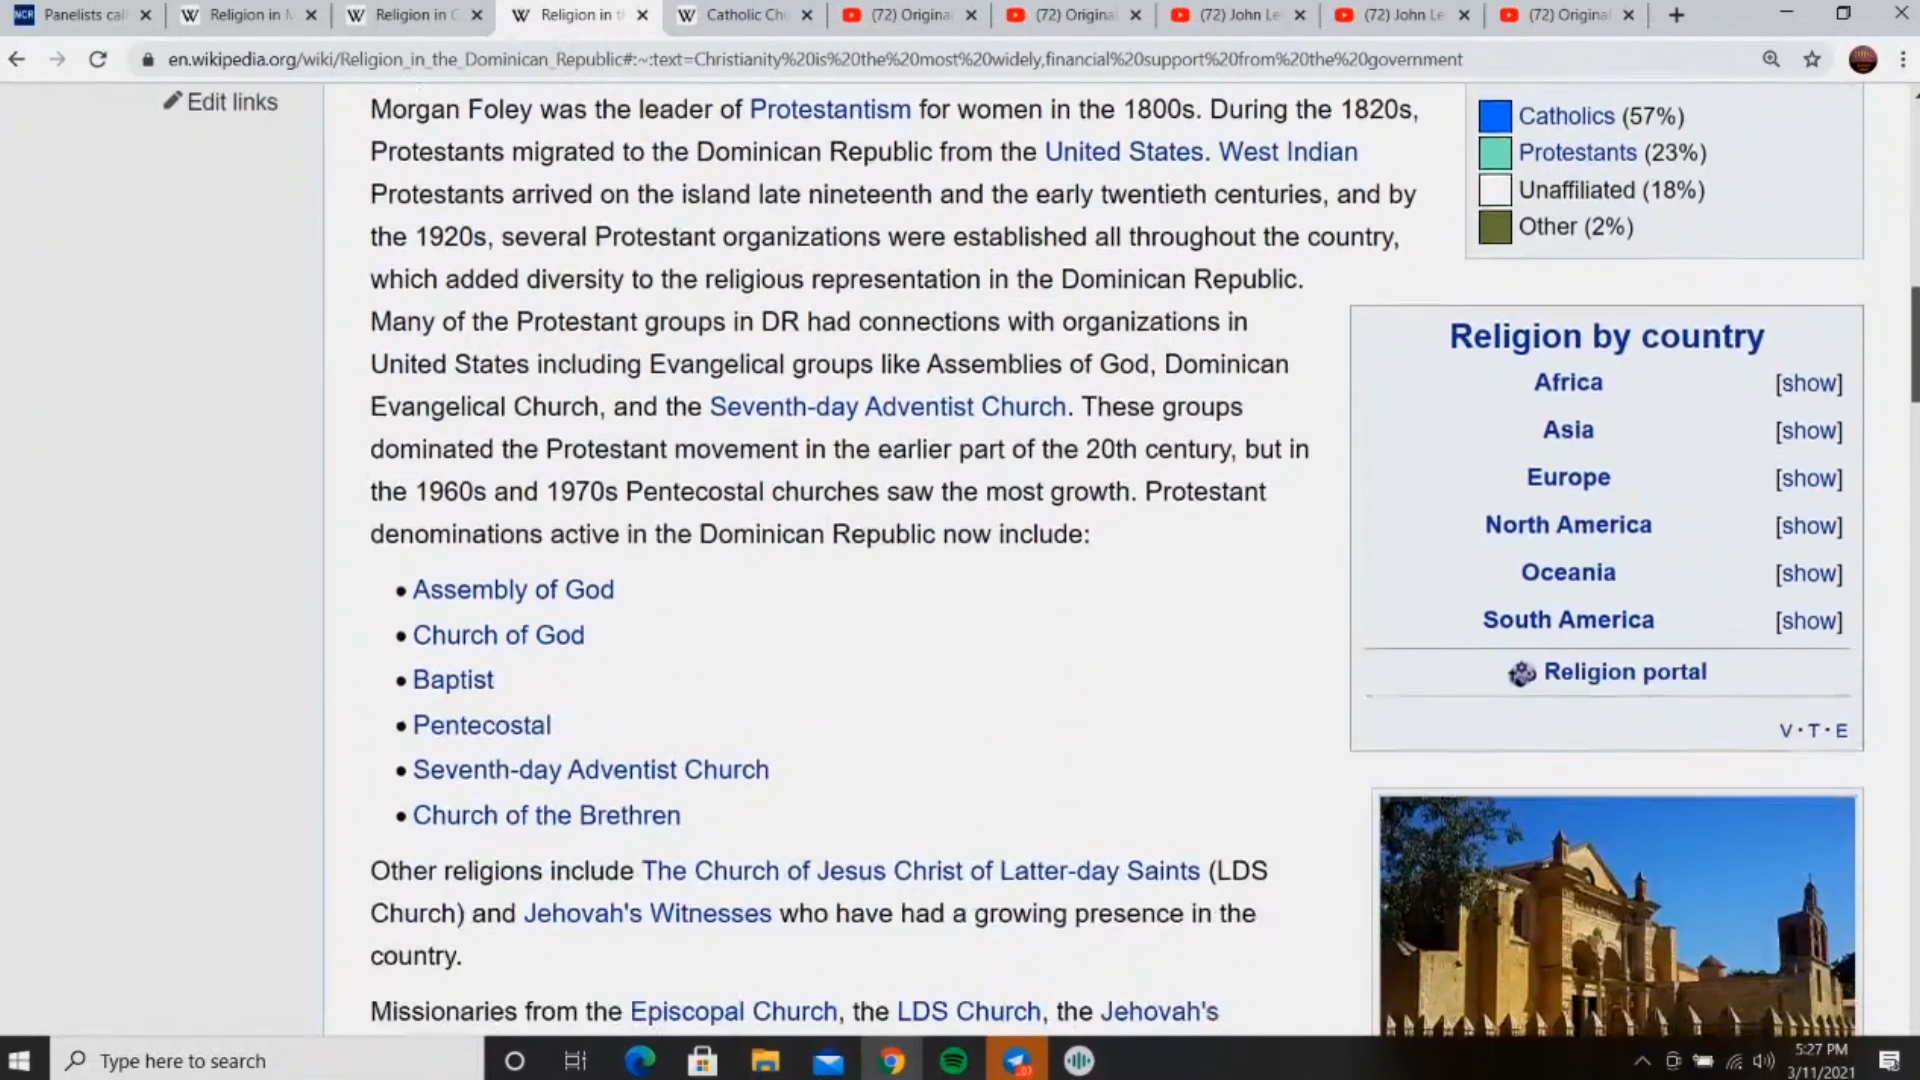 Panelists cal
Religion in M
Religion in
Religion in t
Catholic Chu
(72) Original
(72) Original
(72) John Le
(72) John Le
(72) Original
en.wikipedia.org/wiki/Religion_in_the_Dominican_Republic#:~:text=Christianity%20is%20the%20most%20widely,financial%20support%20from%20the%20government
Edit links
Morgan Foley was the leader of Protestantism for women in the 1800s. During the 1820s,
Protestants migrated to the Dominican Republic from the United States. West Indian
Protestants arrived on the island late nineteenth and the early twentieth centuries, and by
the 1920s, several Protestant organizations were established all throughout the country,
which added diversity to the religious representation in the Dominican Republic.
Many of the Protestant groups in DR had connections with organizations in
United States including Evangelical groups like Assemblies of God, Dominican
Evangelical Church, and the Seventh-day Adventist Church. These groups
dominated the Protestant movement in the earlier part of the 20th century, but in
the 1960s and 1970s Pentecostal churches saw the most growth. Protestant
denominations active in the Dominican Republic now include:
• Assembly of God
• Church of God
• Baptist
• Pentecostal
• Seventh-day Adventist Church
• Church of the Brethren
Other religions include The Church of Jesus Christ of Latter-day Saints (LDS
Church) and Jehovah's Witnesses who have had a growing presence in the
country.
Missionaries from the Episcopal Church, the LDS Church, the Jehovah's
Catholics (57%)
Protestants (23%)
Unaffiliated (18%)
Other (2%)
Religion by country
Africa [show]
Asia [show]
Europe [show]
North America [show]
Oceania [show]
South America [show]
Religion portal
V · T · E
Type here to search
5:27 PM
3/11/2021